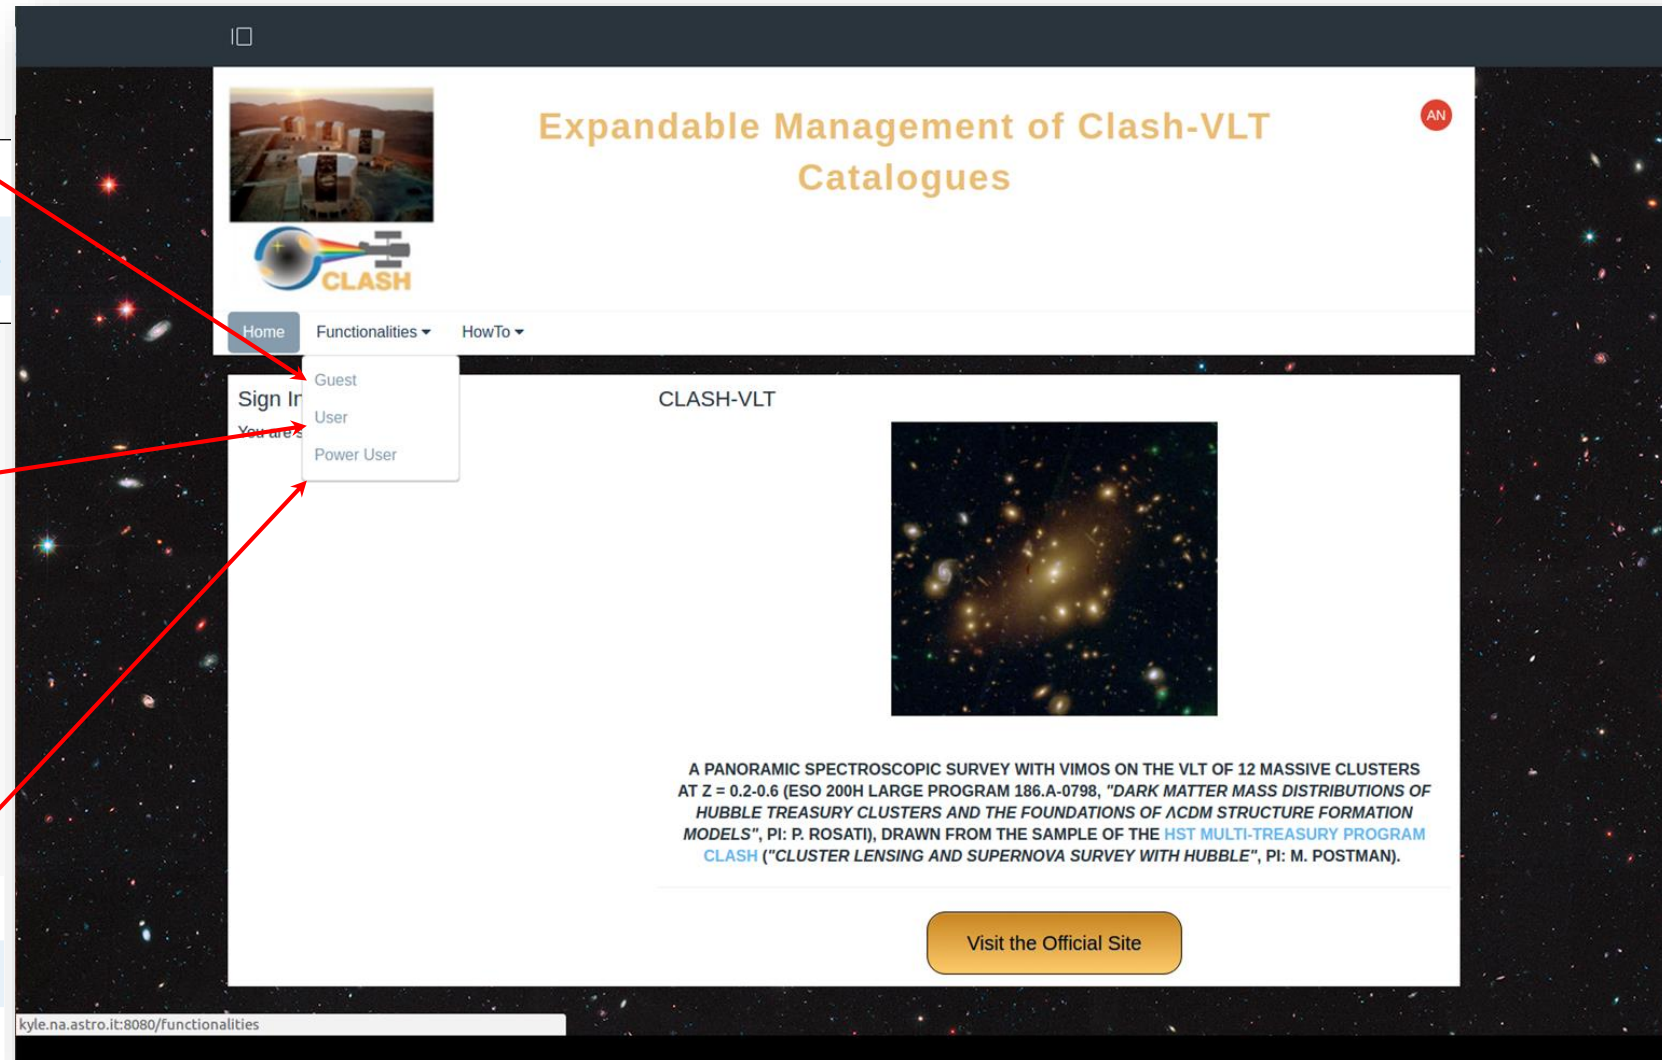 Expandable Management of Clash-VLT
Catalogues
AN
CLASH
Home Functionalities HowTo
Guest
User
Power User
Sign In
You are
CLASH-VLT
A PANORAMIC SPECTROSCOPIC SURVEY WITH VIMOS ON THE VLT OF 12 MASSIVE CLUSTERS
AT Z = 0.2-0.6 (ESO 200H LARGE PROGRAM 186.A-0798, "DARK MATTER MASS DISTRIBUTIONS OF
HUBBLE TREASURY CLUSTERS AND THE FOUNDATIONS OF ΛCDM STRUCTURE FORMATION
MODELS", PI: P. ROSATI), DRAWN FROM THE SAMPLE OF THE HST MULTI-TREASURY PROGRAM
CLASH ("CLUSTER LENSING AND SUPERNOVA SURVEY WITH HUBBLE", PI: M. POSTMAN).
Visit the Official Site
kyle.na.astro.it:8080/functionalities